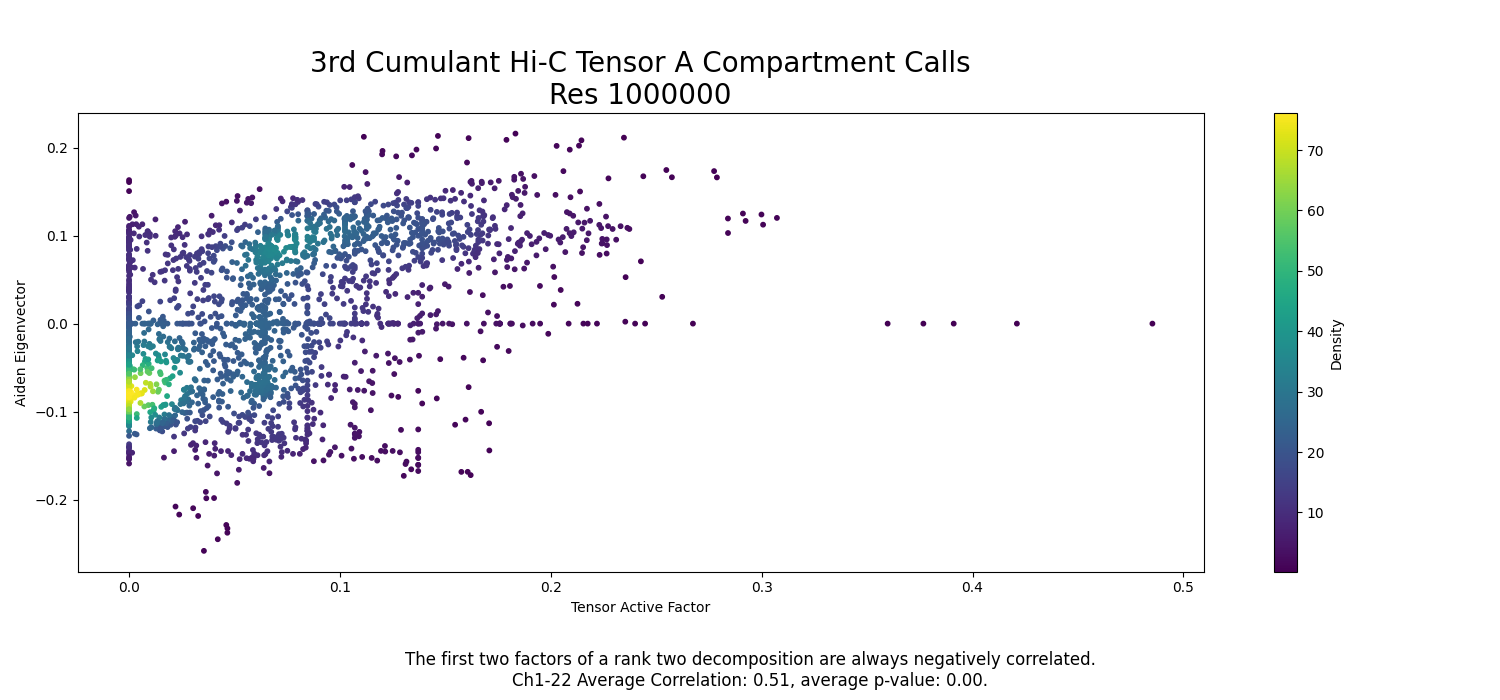 3rd Cumulant Hi-C Tensor A Compartment Calls
Res 1000000
0.2
0.1
0.0
−0.1
−0.2
Aiden Eigenvector
0.0 0.1 0.2 0.3 0.4 0.5
Tensor Active Factor
70
60
50
40
30
20
10
Density
The first two factors of a rank two decomposition are always negatively correlated.
Ch1-22 Average Correlation: 0.51, average p-value: 0.00.